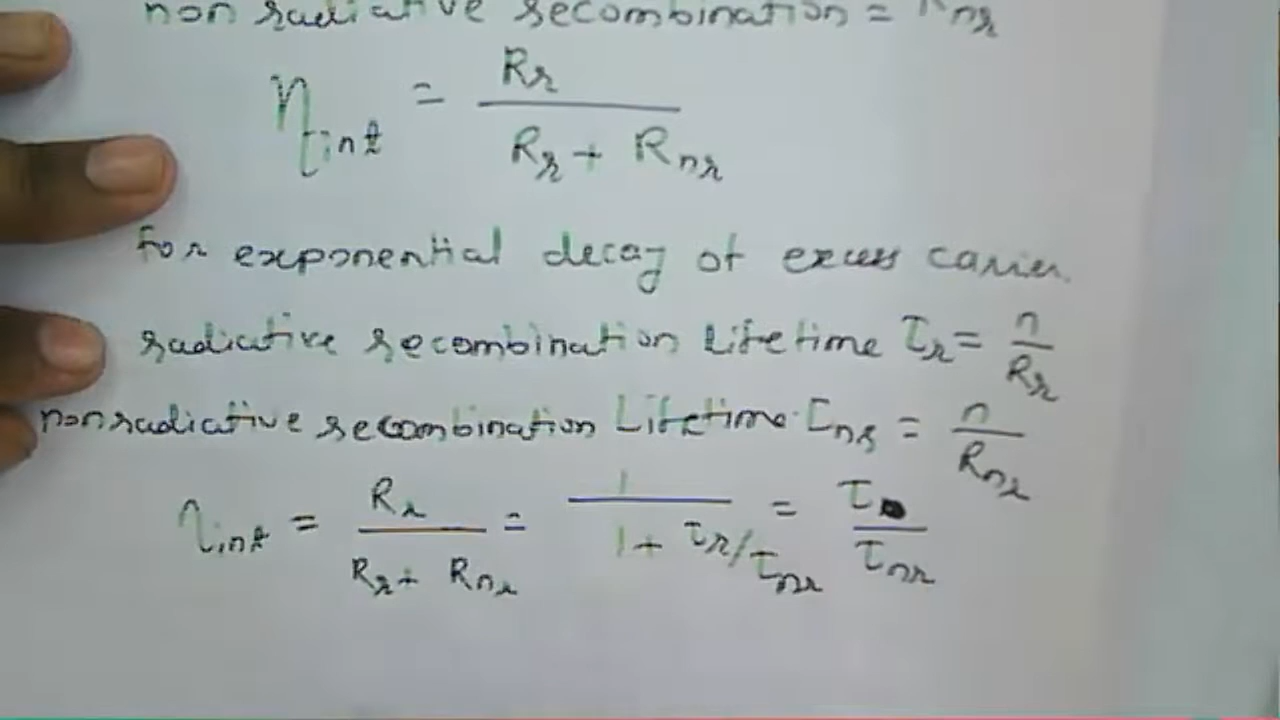 non radiative recombination = Rnr
ηint = Rr / Rr + Rnr
For exponential decay of excess carrier.
radiative recombination Lifetime τr = n / Rr
nonradiative recombination Lifetime τnr = n / Rnr
ηint = Rr / Rr + Rnr = 1 / 1 + τr/τnr = τ / τnr